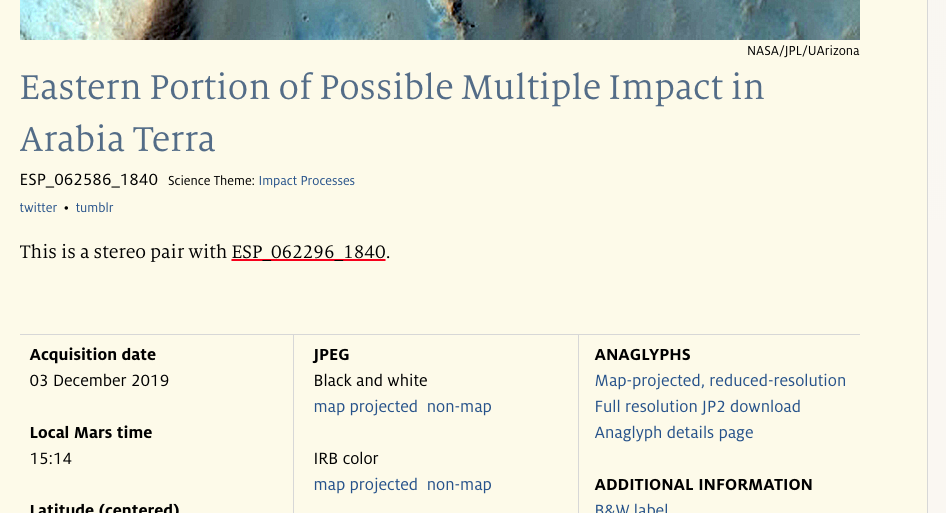 NASA/JPL/UArizona
Eastern Portion of Possible Multiple Impact in
Arabia Terra
ESP_062586_1840 Science Theme: Impact Processes
twitter • tumblr
This is a stereo pair with ESP_062296_1840.
Acquisition date
03 December 2019
Local Mars time
15:14
Latitude (centered)
JPEG
Black and white
map projected non-map
IRB color
map projected non-map
ANAGLYPHS
Map-projected, reduced-resolution
Full resolution JP2 download
Anaglyph details page
ADDITIONAL INFORMATION
B&W label